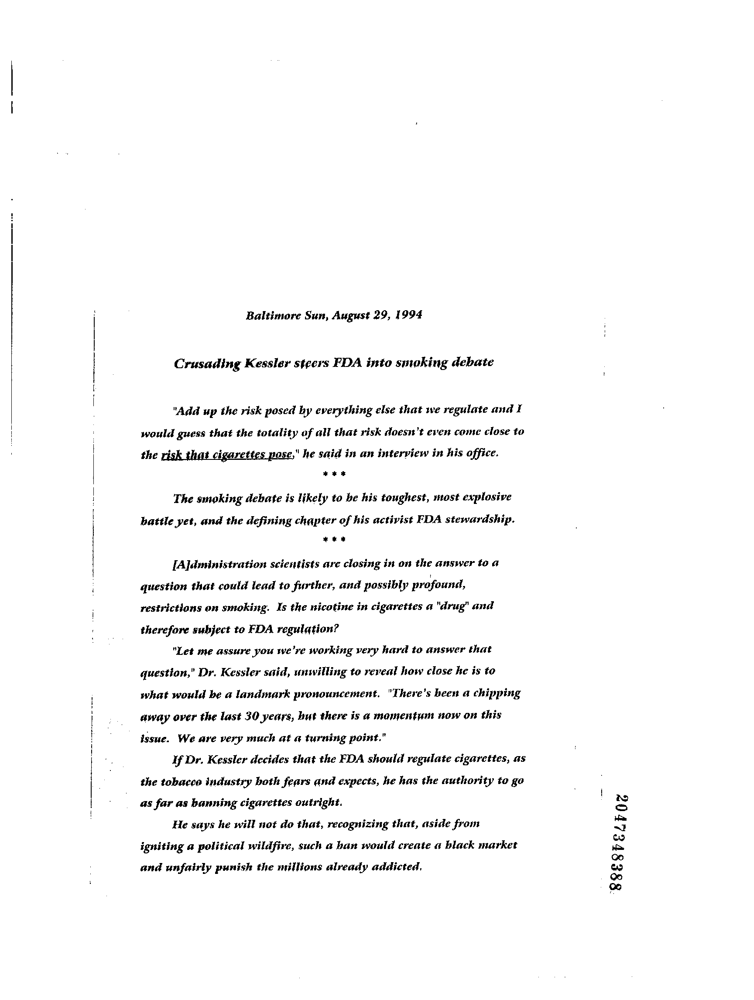 Baltimore Sun, August 29, 1994
Crusading Kessler steers FDA into smoking debate
"Add up the risk posed by everything else that we regulate and I
would guess that the totality of all that risk doesn't even come close to
the risk that cigarettes pose," he said in an interview in his office.
* * *
The smoking debate is likely to be his toughest, most explosive
battle yet, and the defining chapter of his activist FDA stewardship.
* * *
[A]dministration scientists are closing in on the answer to a
question that could lead to further, and possibly profound,
restrictions on smoking. Is the nicotine in cigarettes a "drug" and
therefore subject to FDA regulation?
"Let me assure you we're working very hard to answer that
question," Dr. Kessler said, unwilling to reveal how close he is to
what would be a landmark pronouncement. "There's been a chipping
away over the last 30 years, but there is a momentum now on this
issue. We are very much at a turning point."
If Dr. Kessler decides that the FDA should regulate cigarettes, as
the tobacco industry both fears and expects, he has the authority to go
as far as banning cigarettes outright.
He says he will not do that, recognizing that, aside from
igniting a political wildfire, such a ban would create a black market
and unfairly punish the millions already addicted.
2047348388